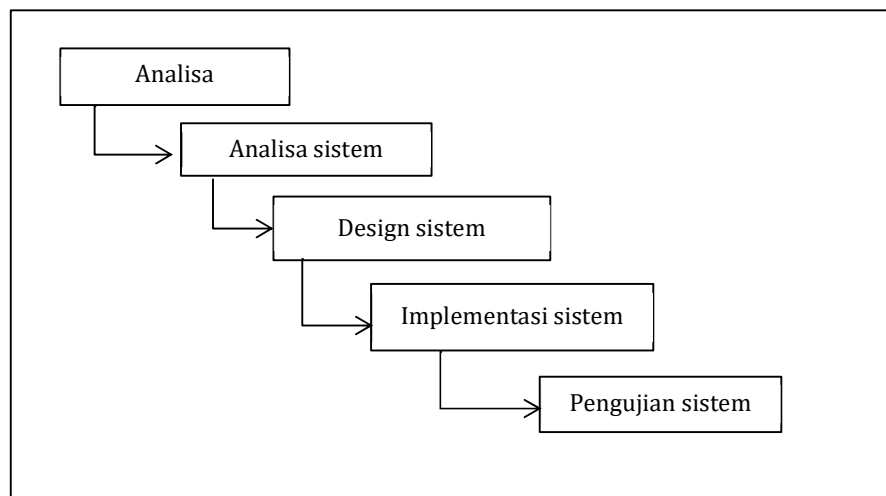 Analisa
Analisa sistem
Design sistem
Implementasi sistem
Pengujian sistem